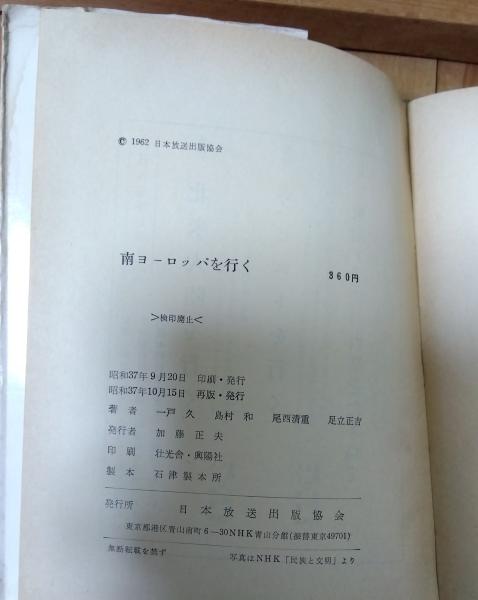 © 1962 日本放送出版協会
南ヨーロッパを行く
360円
>検印廃止<
昭和37年9月20日 印刷・発行
昭和37年10月15日 再版・発行
著者 一戸久 島村和 尾西清重 足立正吉
発行者 加藤正夫
印刷 壮光舎・興陽社
製本 石津製本所
発行所 日本放送出版協会
東京都港区青山南町6-30NHK青山分館(振替東京49701)
無断転載を禁ず 写真はNHK「民族と文明」より